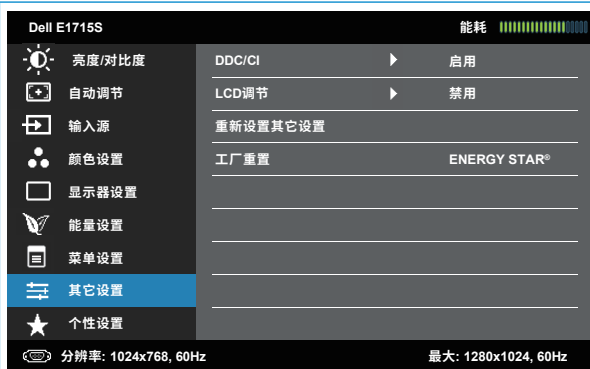 Dell E1715S 能耗
亮度/对比度 DDC/CI 启用
自动调节 LCD调节 禁用
输入源 重新设置其它设置
颜色设置 工厂重置 ENERGY STAR®
显示器设置
能量设置
菜单设置
其它设置
个性设置
分辨率: 1024x768, 60Hz 最大: 1280x1024, 60Hz